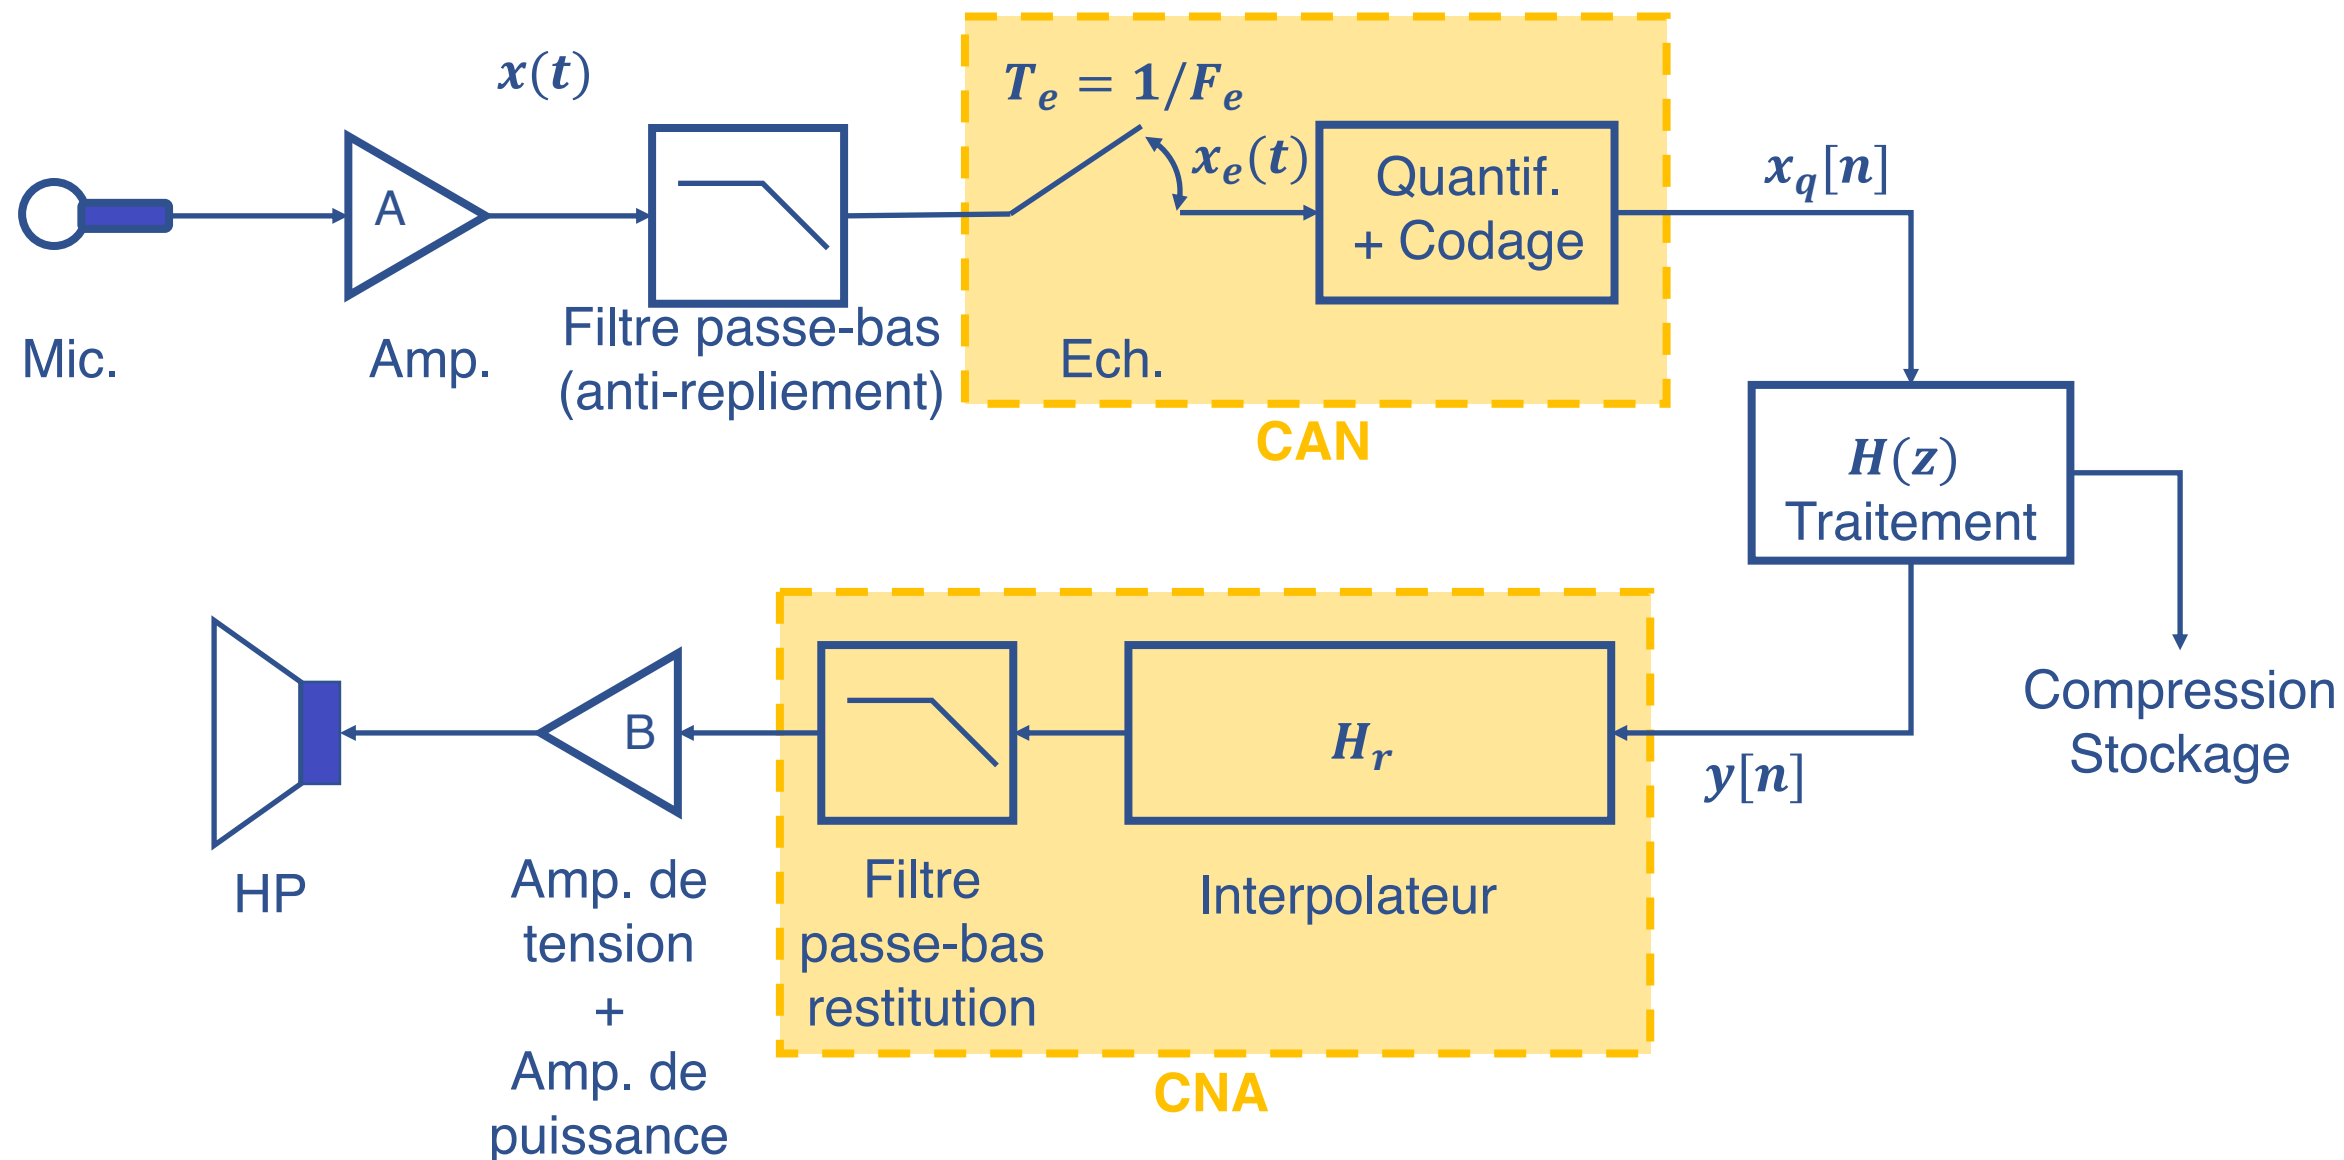 x(t)
T_e = 1/F_e
x_e(t)
Quantif.
+ Codage
x_q[n]
A
Mic.
Amp.
Filtre passe-bas
(anti-repliement)
Ech.
CAN
H(z)
Traitement
Compression
Stockage
y[n]
H_r
B
HP
Amp. de
tension
+
Amp. de
puissance
Filtre
passe-bas
restitution
Interpolateur
CNA